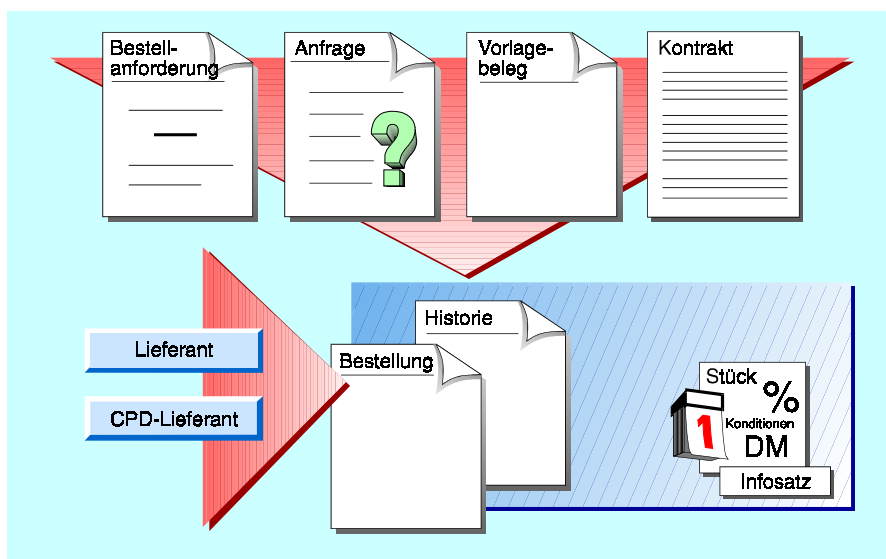 Bestell-
anforderung
Anfrage
Vorlage-
beleg
Kontrakt
?
Lieferant
CPD-Lieferant
Historie
Bestellung
Stück
%
1
Konditionen
DM
Infosatz